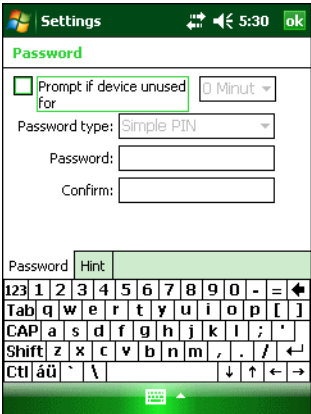 Settings 5:30 ok
Password
Prompt if device unused for 0 Minut
Password type: Simple PIN
Password:
Confirm:
Password Hint
123 1 2 3 4 5 6 7 8 9 0 - =
Tab q w e r t y u i o p [ ]
CAP a s d f g h j k l ; '
Shift z x c v b n m , . /
Ctl áü ` \